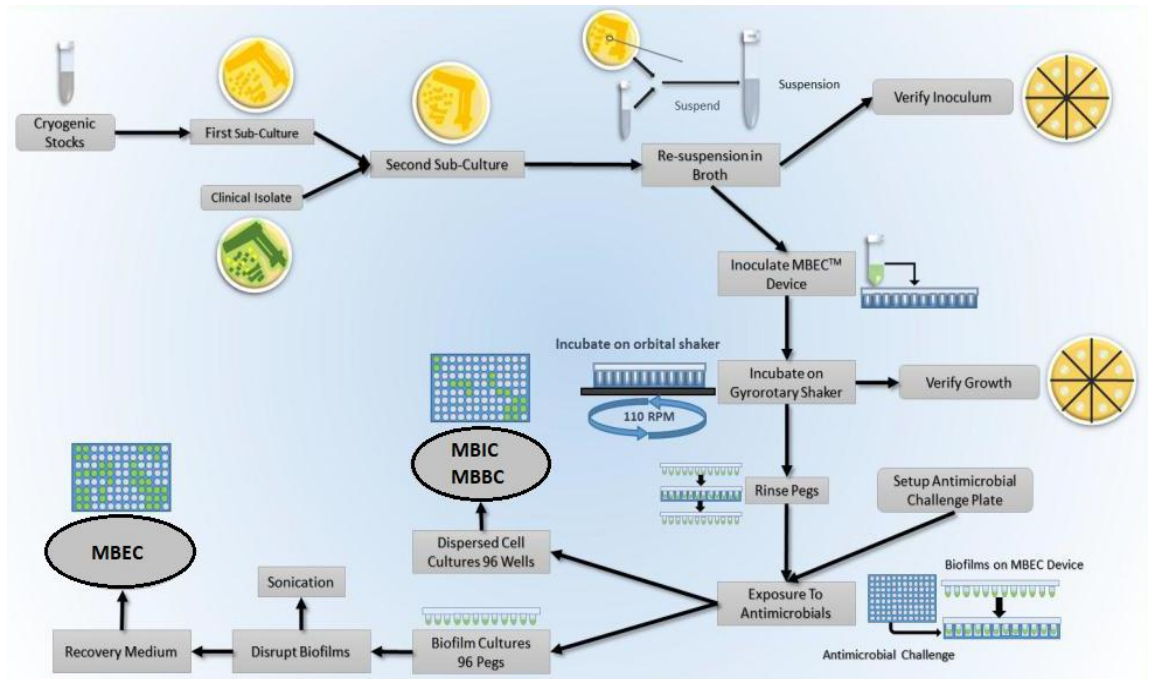 Cryogenic
Stocks
First Sub-Culture
Clinical Isolate
Second Sub-Culture
Suspend
Suspension
Re-suspension in
Broth
Verify Inoculum
Inoculate MBEC™
Device
Incubate on orbital shaker
110 RPM
Incubate on
Gyrorotary Shaker
Verify Growth
Rinse Pegs
Setup Antimicrobial
Challenge Plate
Exposure To
Antimicrobials
Biofilms on MBEC Device
Antimicrobial Challenge
MBIC
MBBC
Dispersed Cell
Cultures 96 Wells
Biofilm Cultures
96 Pegs
Sonication
Disrupt Biofilms
Recovery Medium
MBEC